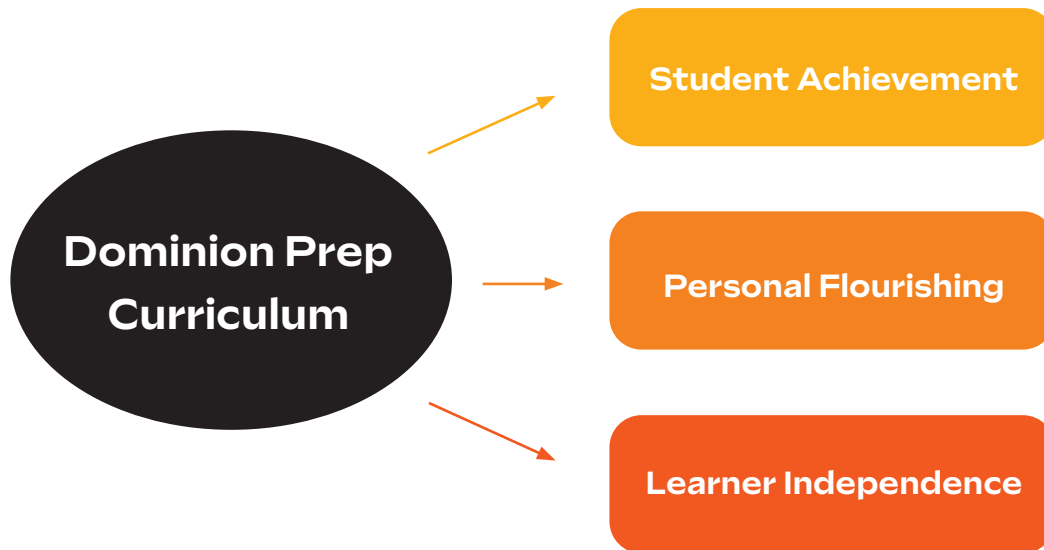 Dominion Prep
Curriculum
Student Achievement
Personal Flourishing
Learner Independence